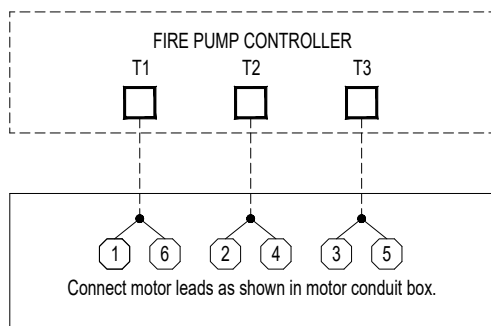 FIRE PUMP CONTROLLER
T1 T2 T3
1 6 2 4 3 5
Connect motor leads as shown in motor conduit box.